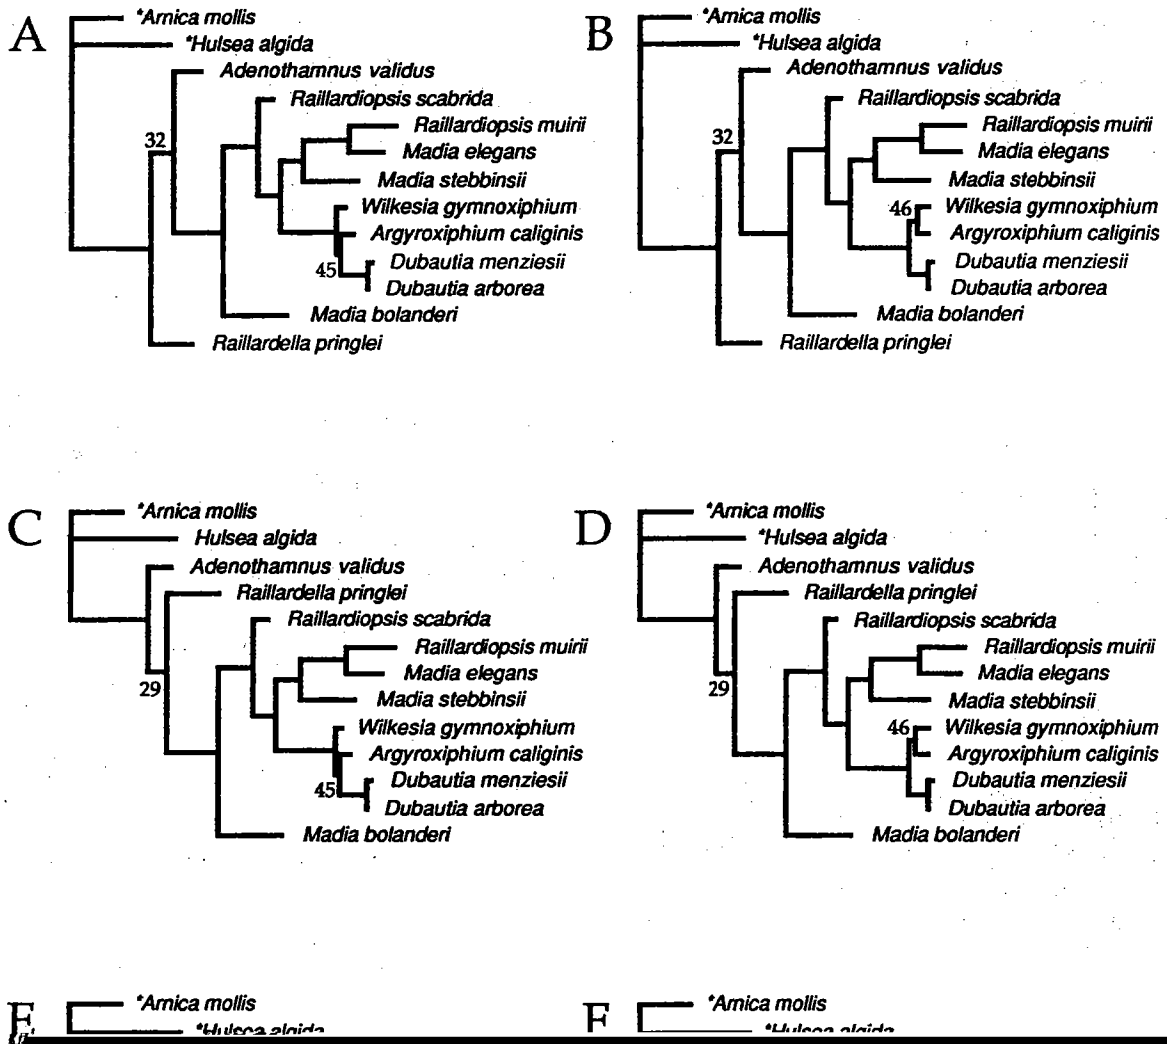 A
*Arnica mollis
*Hulsea algida
Adenothamnus validus
Raillardiopsis scabrida
Raillardiopsis muirii
32
Madia elegans
Madia stebbinsii
Wilkesia gymnoxiphium
Argyroxiphium caliginis
Dubautia menziesii
45
Dubautia arborea
Madia bolanderi
Raillardella pringlei
B
*Arnica mollis
*Hulsea algida
Adenothamnus validus
Raillardiopsis scabrida
Raillardiopsis muirii
32
Madia elegans
Madia stebbinsii
46
Wilkesia gymnoxiphium
Argyroxiphium caliginis
Dubautia menziesii
Dubautia arborea
Madia bolanderi
Raillardella pringlei
C
*Arnica mollis
Hulsea algida
Adenothamnus validus
Raillardella pringlei
Raillardiopsis scabrida
Raillardiopsis muirii
Madia elegans
29
Madia stebbinsii
Wilkesia gymnoxiphium
Argyroxiphium caliginis
Dubautia menziesii
45
Dubautia arborea
Madia bolanderi
D
*Arnica mollis
*Hulsea algida
Adenothamnus validus
Raillardella pringlei
Raillardiopsis scabrida
Raillardiopsis muirii
Madia elegans
29
Madia stebbinsii
46
Wilkesia gymnoxiphium
Argyroxiphium caliginis
Dubautia menziesii
Dubautia arborea
Madia bolanderi
E
*Arnica mollis
*Hulsea algida
F
*Arnica mollis
*Hulsea algida